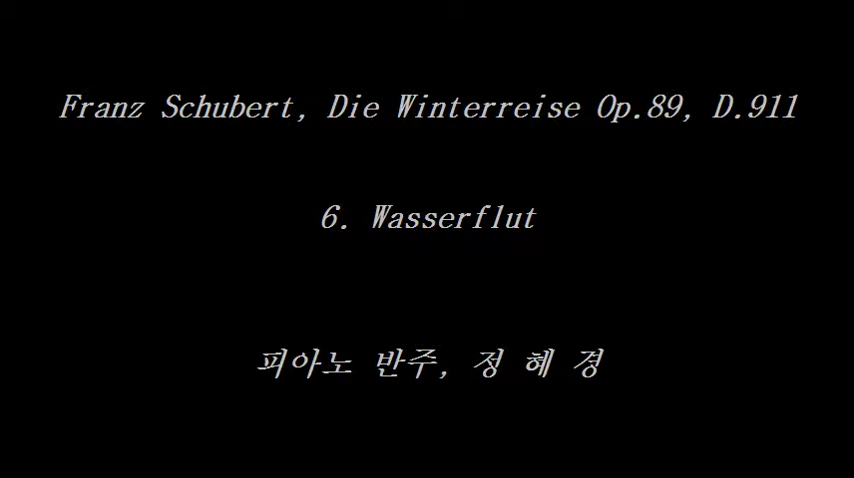 Franz Schubert, Die Winterreise Op.89, D.911
6. Wasserflut
피아노 반주, 정 혜 경